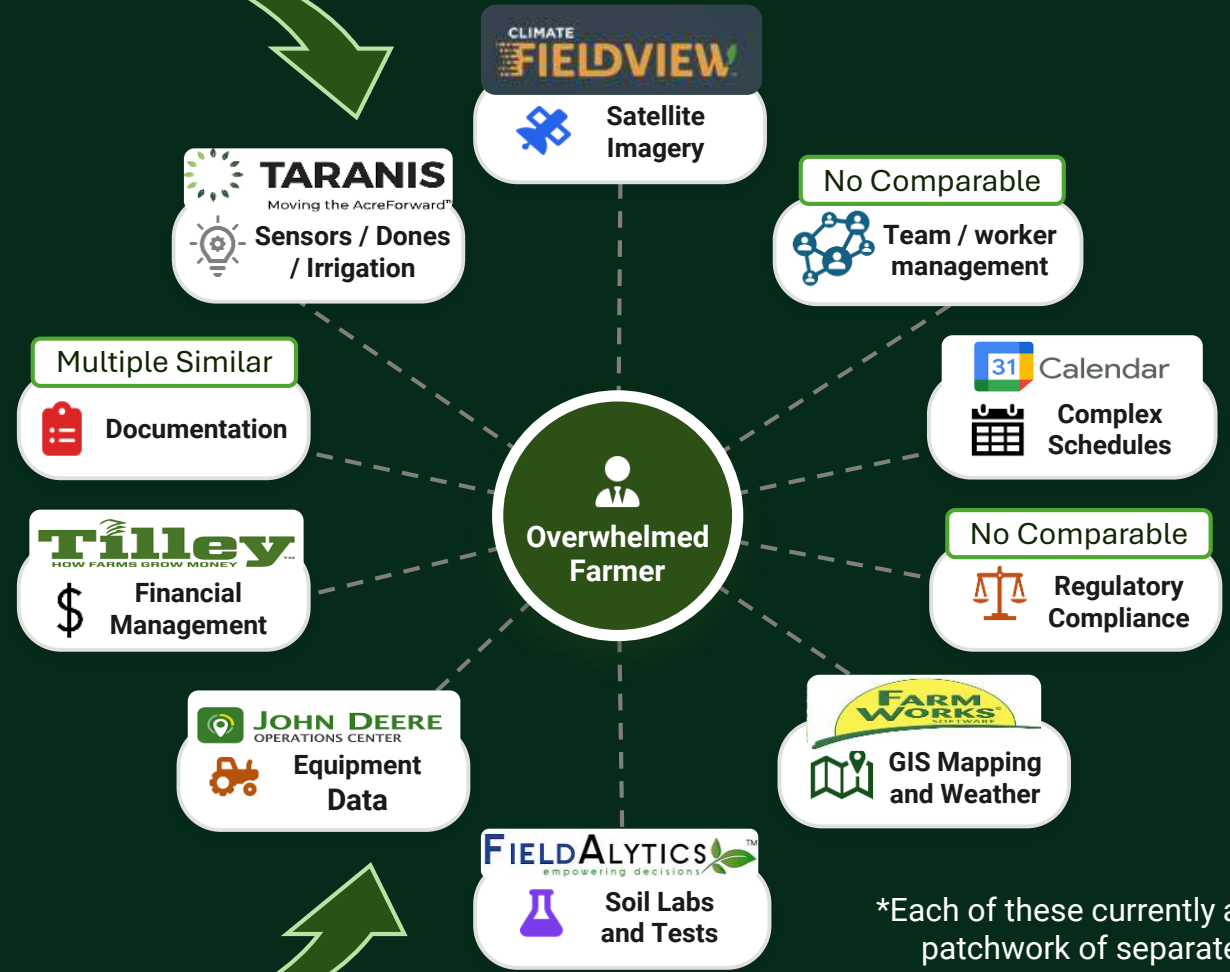 CLIMATE
FIELDVIEW
Satellite
Imagery
TARANIS
Moving the AcreForward™
Sensors / Dones
/ Irrigation
No Comparable
Team / worker
management
Multiple Similar
Documentation
31 Calendar
Complex
Schedules
Overwhelmed
Farmer
Tilley™
HOW FARMS GROW MONEY
$ Financial
Management
No Comparable
Regulatory
Compliance
JOHN DEERE
OPERATIONS CENTER
Equipment
Data
FARM
WORKS®
SOFTWARE
GIS Mapping
and Weather
FIELDALYTICS™
empowering decisions
Soil Labs
and Tests
*Each of these currently a
patchwork of separate